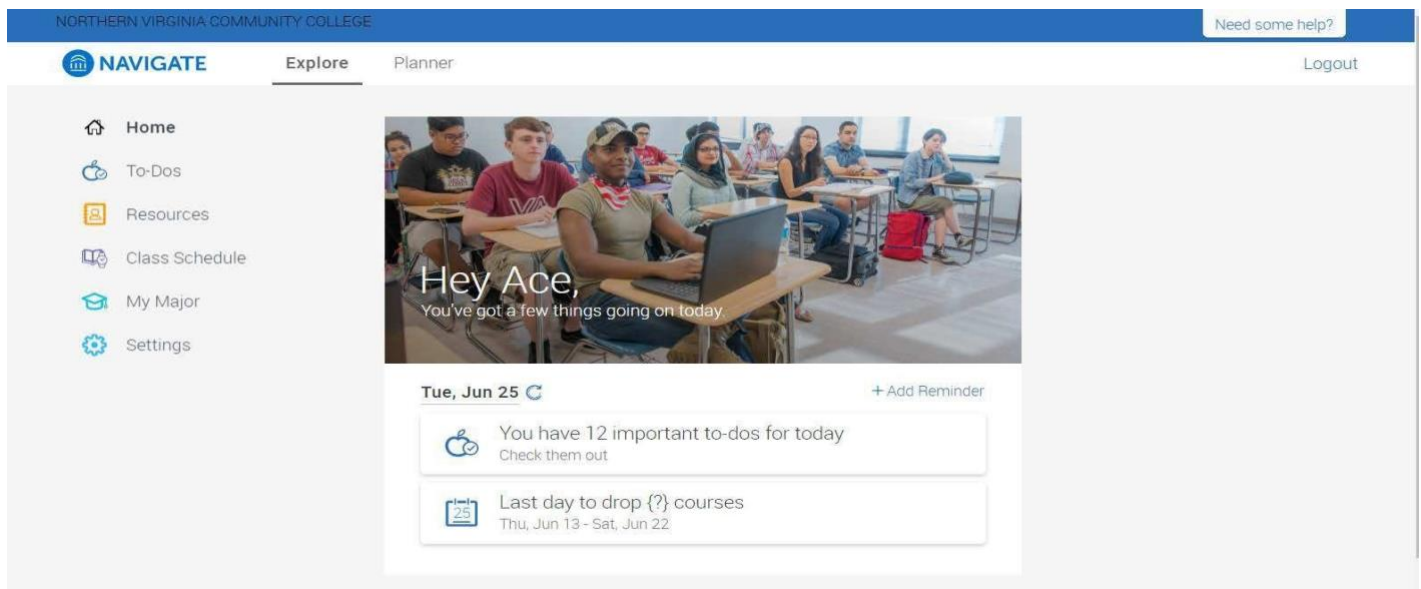 NORTHERN VIRGINIA COMMUNITY COLLEGE
Need some help?
NAVIGATE
Explore
Planner
Logout
Home
To-Dos
Resources
Class Schedule
My Major
Settings
VA
Hey Ace,
You've got a few things going on today.
Tue, Jun 25
+ Add Reminder
You have 12 important to-dos for today
Check them out
25
Last day to drop {?} courses
Thu, Jun 13 - Sat, Jun 22